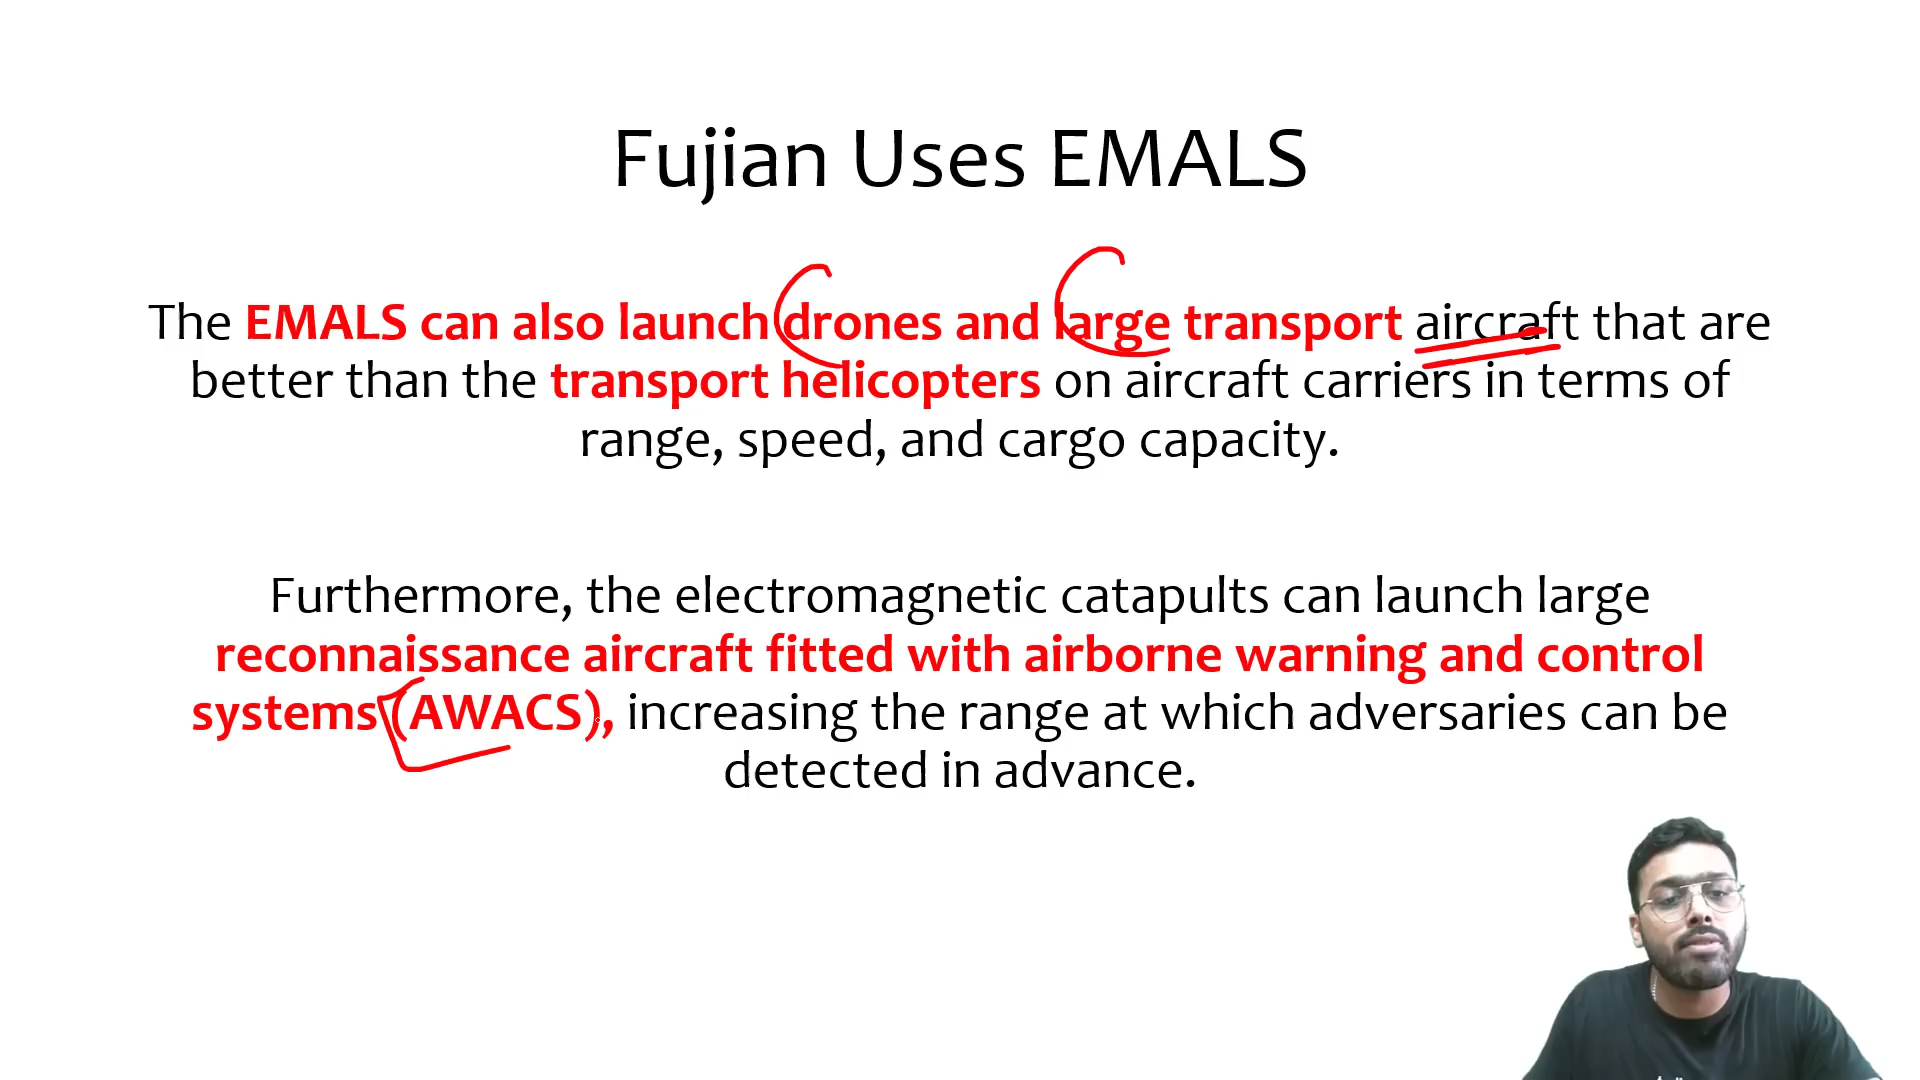 Fujian Uses EMALS
The EMALS can also launch drones and large transport aircraft that are
better than the transport helicopters on aircraft carriers in terms of
range, speed, and cargo capacity.
Furthermore, the electromagnetic catapults can launch large
reconnaissance aircraft fitted with airborne warning and control
systems (AWACS), increasing the range at which adversaries can be
detected in advance.